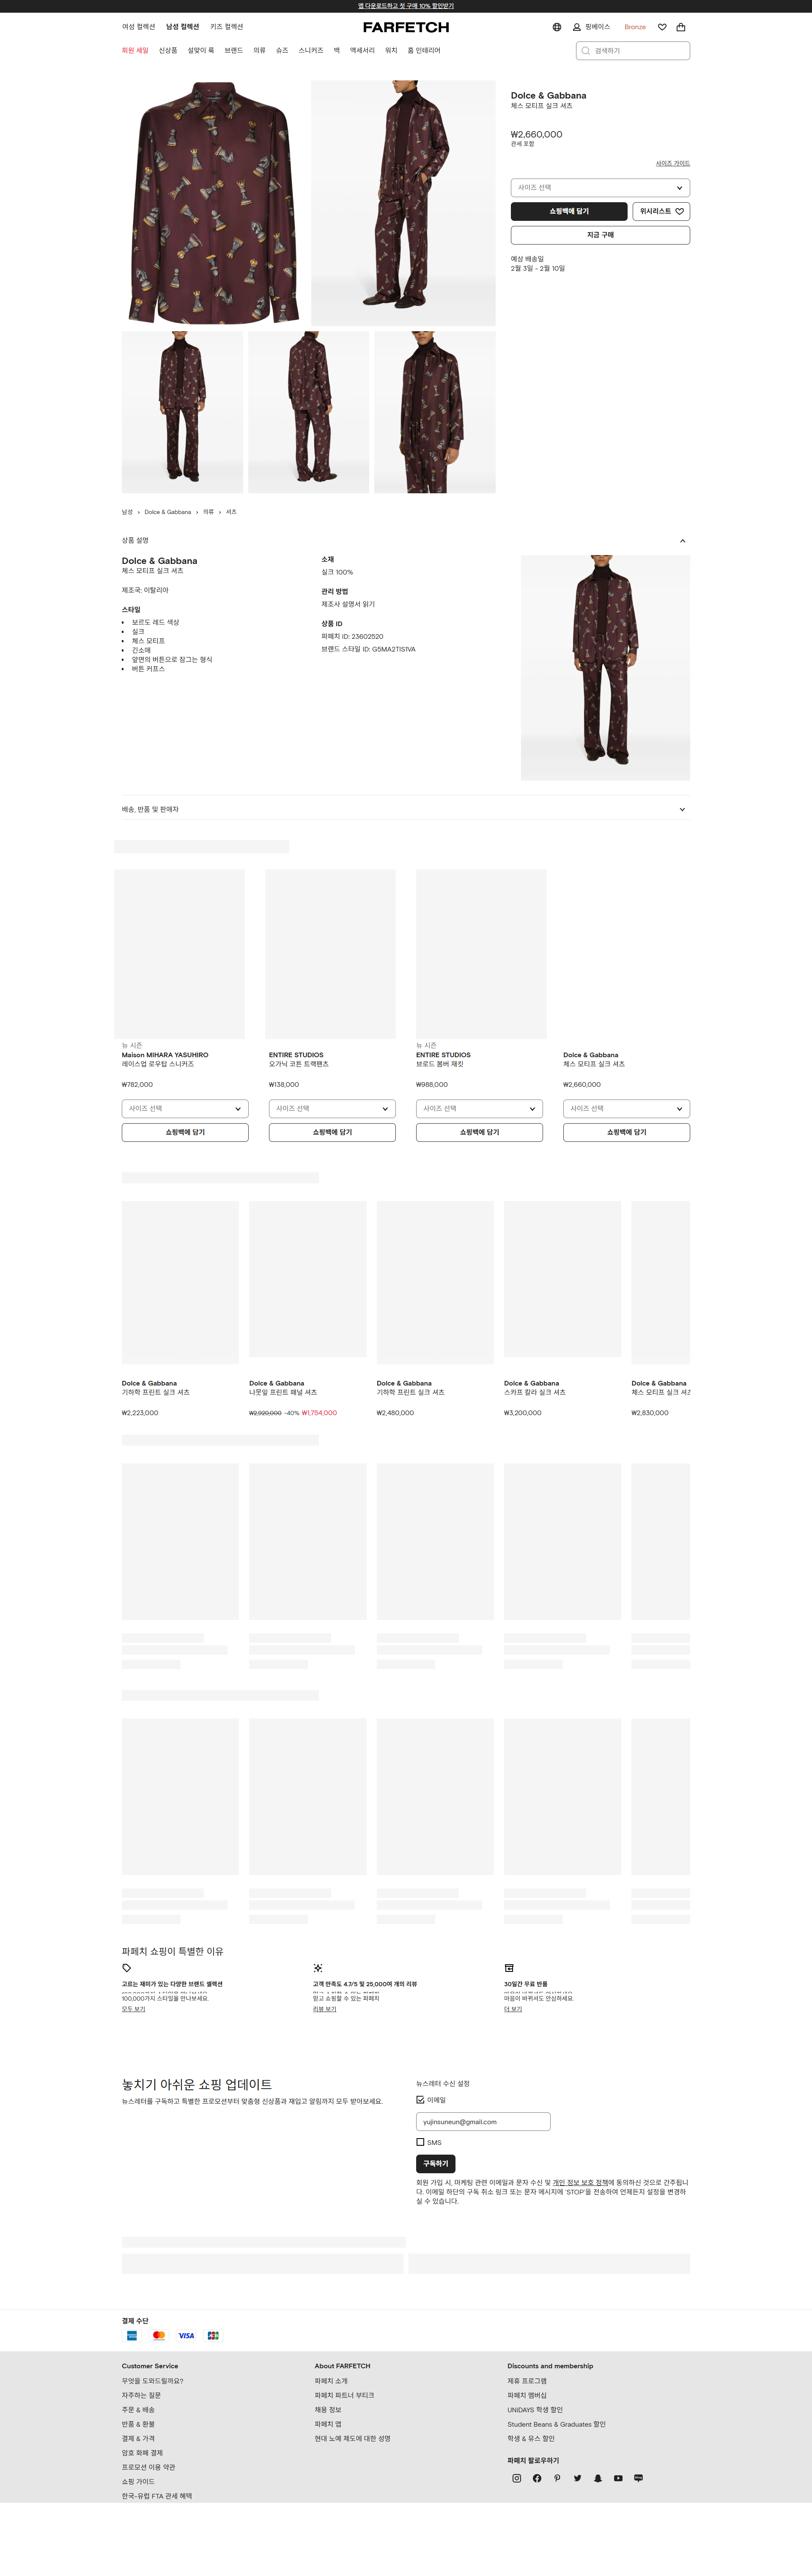 앱 다운로드하고 첫 구매 10% 할인받기
여성 컬렉션 남성 컬렉션 키즈 컬렉션
FARFETCH
핑베이스 Bronze
회원 세일 신상품 설맞이 룩 브랜드 의류 슈즈 스니커즈 백 액세서리 워치 홈 인테리어
검색하기
Dolce & Gabbana
체스 모티프 실크 셔츠
₩2,660,000
관세 포함
사이즈 가이드
사이즈 선택
쇼핑백에 담기
위시리스트
지금 구매
예상 배송일
2월 3일 - 2월 10일
남성 › Dolce & Gabbana › 의류 › 셔츠
상품 설명
Dolce & Gabbana
체스 모티프 실크 셔츠
제조국: 이탈리아
스타일
• 보르도 레드 색상
• 실크
• 체스 모티프
• 긴소매
• 앞면의 버튼으로 잠그는 형식
• 버튼 커프스
소재
실크 100%
관리 방법
제조사 설명서 읽기
상품 ID
파페치 ID: 23602520
브랜드 스타일 ID: G5MA2TIS1VA
배송, 반품 및 판매자
뉴 시즌
Maison MIHARA YASUHIRO
레이스업 로우탑 스니커즈
₩782,000
사이즈 선택
쇼핑백에 담기
ENTIRE STUDIOS
오가닉 코튼 트랙팬츠
₩138,000
사이즈 선택
쇼핑백에 담기
뉴 시즌
ENTIRE STUDIOS
브로드 봄버 재킷
₩988,000
사이즈 선택
쇼핑백에 담기
Dolce & Gabbana
체스 모티프 실크 셔츠
₩2,660,000
사이즈 선택
쇼핑백에 담기
Dolce & Gabbana
기하학 프린트 실크 셔츠
₩2,223,000
Dolce & Gabbana
나뭇잎 프린트 패널 셔츠
₩2,920,000 -40% ₩1,754,000
Dolce & Gabbana
기하학 프린트 실크 셔츠
₩2,480,000
Dolce & Gabbana
스카프 칼라 실크 셔츠
₩3,200,000
Dolce & Gabbana
체스 모티프 실크 셔츠
₩2,830,000
파페치 쇼핑이 특별한 이유
고르는 재미가 있는 다양한 브랜드 셀렉션
100,000가지 스타일을 만나보세요.
모두 보기
고객 만족도 4.7/5 및 25,000여 개의 리뷰
믿고 쇼핑할 수 있는 파페치
리뷰 보기
30일간 무료 반품
마음이 바뀌셔도 안심하세요.
더 보기
놓치기 아쉬운 쇼핑 업데이트
뉴스레터를 구독하고 특별한 프로모션부터 맞춤형 신상품과 재입고 알림까지 모두 받아보세요.
뉴스레터 수신 설정
이메일
yujinsuneun@gmail.com
SMS
구독하기
회원 가입 시, 마케팅 관련 이메일과 문자 수신 및 개인 정보 보호 정책에 동의하신 것으로 간주됩니
다. 이메일 하단의 구독 취소 링크 또는 문자 메시지에 'STOP'을 전송하여 언제든지 설정을 변경하
실 수 있습니다.
결제 수단
VISA
JCB
Customer Service
무엇을 도와드릴까요?
자주하는 질문
주문 & 배송
반품 & 환불
결제 & 가격
암호 화폐 결제
프로모션 이용 약관
쇼핑 가이드
한국-유럽 FTA 관세 혜택
About FARFETCH
파페치 소개
파페치 파트너 부티크
채용 정보
파페치 앱
현대 노예 제도에 대한 성명
Discounts and membership
제휴 프로그램
파페치 멤버십
UNiDAYS 학생 할인
Student Beans & Graduates 할인
학생 & 유스 할인
파페치 팔로우하기